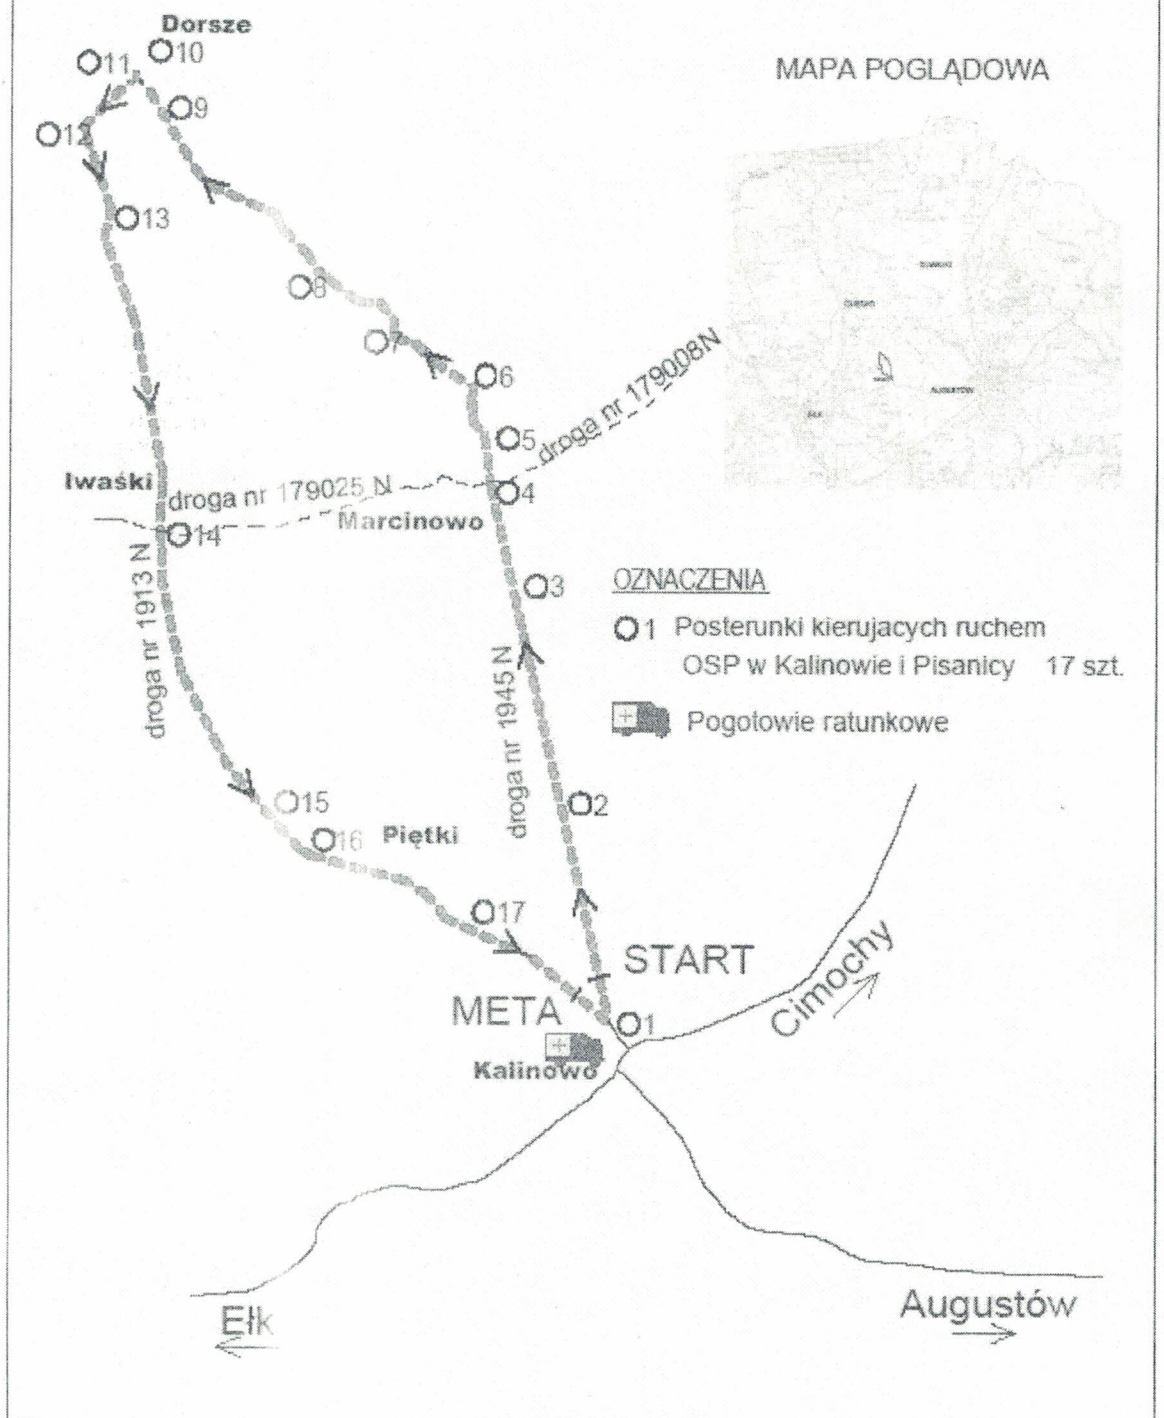 Dorsze
10
11
9
12
13
MAPA POGLĄDOWA
8
7
6
5
droga nr 179008N
4
Iwaśki
droga nr 179025 N
Marcinowo
14
3
droga nr 1913 N
droga nr 1945 N
OZNACZENIA
1 Posterunki kierujacych ruchem
OSP w Kalinowie i Pisanicy 17 szt.
Pogotowie ratunkowe
2
15
16
Piętki
17
START
META
1
Cimochy
Kalinowo
Augustów
Ełk